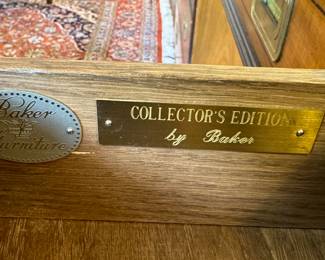 Baker
Furniture
COLLECTOR'S EDITION
by Baker